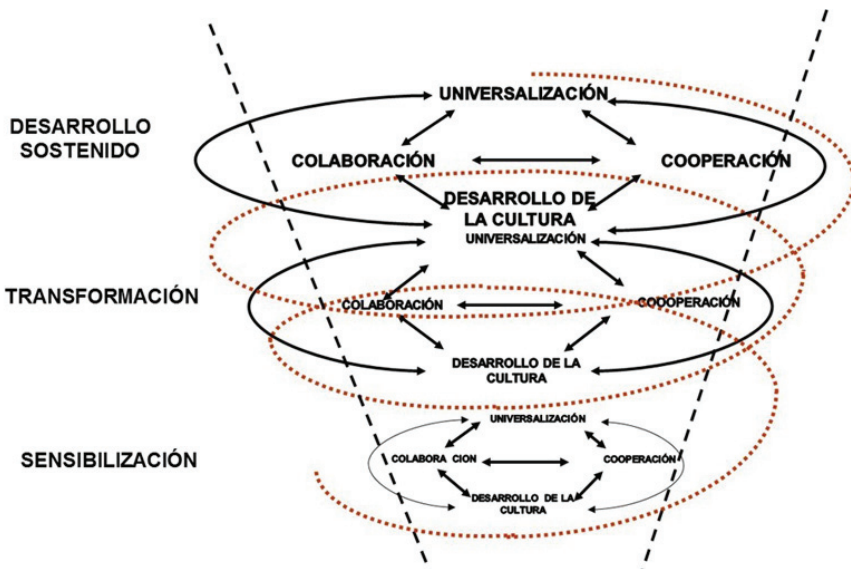 UNIVERSALIZACIÓN
DESARROLLO
SOSTENIDO
COLABORACIÓN
COOPERACIÓN
DESARROLLO DE
LA CULTURA
UNIVERSALIZACIÓN
TRANSFORMACIÓN
COLABORACIÓN
COOOPERACIÓN
DESARROLLO DE LA
CULTURA
UNIVERSALIZACIÓN
SENSIBILIZACIÓN
COLABORA CION
COOPERACIÓN
DESARROLLO DE LA
CULTURA